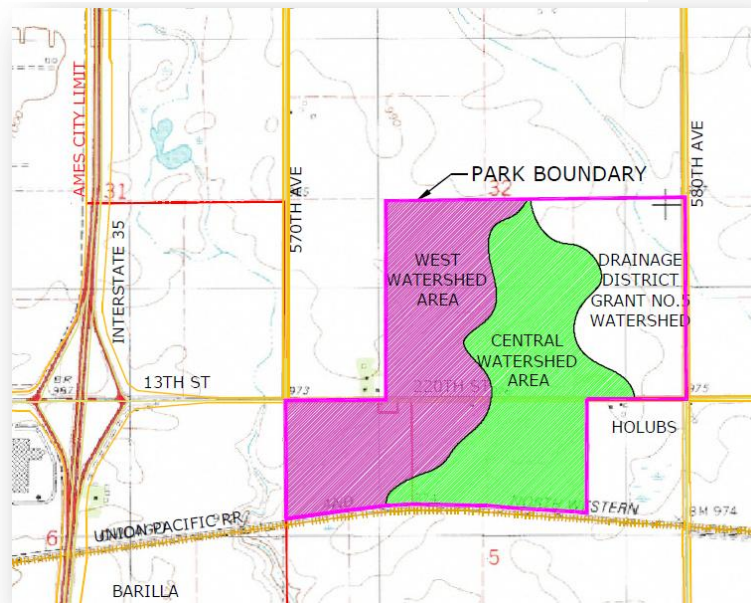 AMES CITY LIMIT
31
INTERSTATE 35
570TH AVE
PARK BOUNDARY
32
580TH AVE
WEST
WATERSHED
AREA
DRAINAGE
DISTRICT
GRANT NO.5
WATERSHED
CENTRAL
WATERSHED
AREA
990
13TH ST
973
220TH ST
975
HOLUBS
AND
NORTH WESTERN
BM 974
UNION PACIFIC RR
6
5
BARILLA